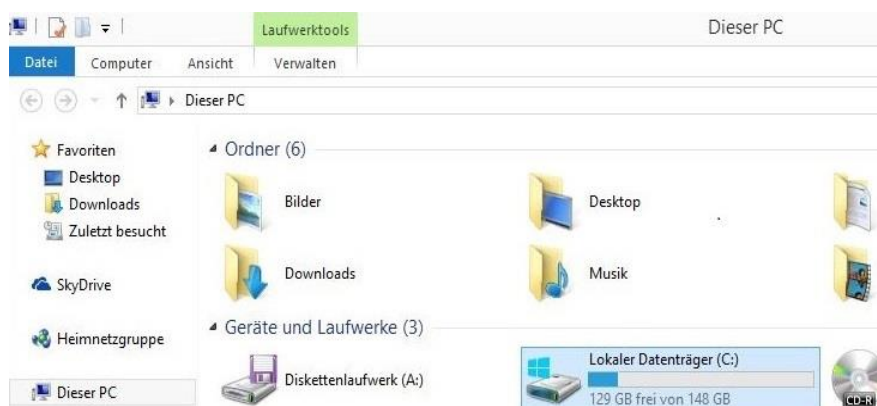 Laufwerktools
Dieser PC
Datei Computer Ansicht Verwalten
Dieser PC
Favoriten
Desktop
Downloads
Zuletzt besucht
SkyDrive
Heimnetzgruppe
Dieser PC
Ordner (6)
Bilder
Desktop
Downloads
Musik
Geräte und Laufwerke (3)
Diskettenlaufwerk (A:)
Lokaler Datenträger (C:)
129 GB frei von 148 GB
CD-R